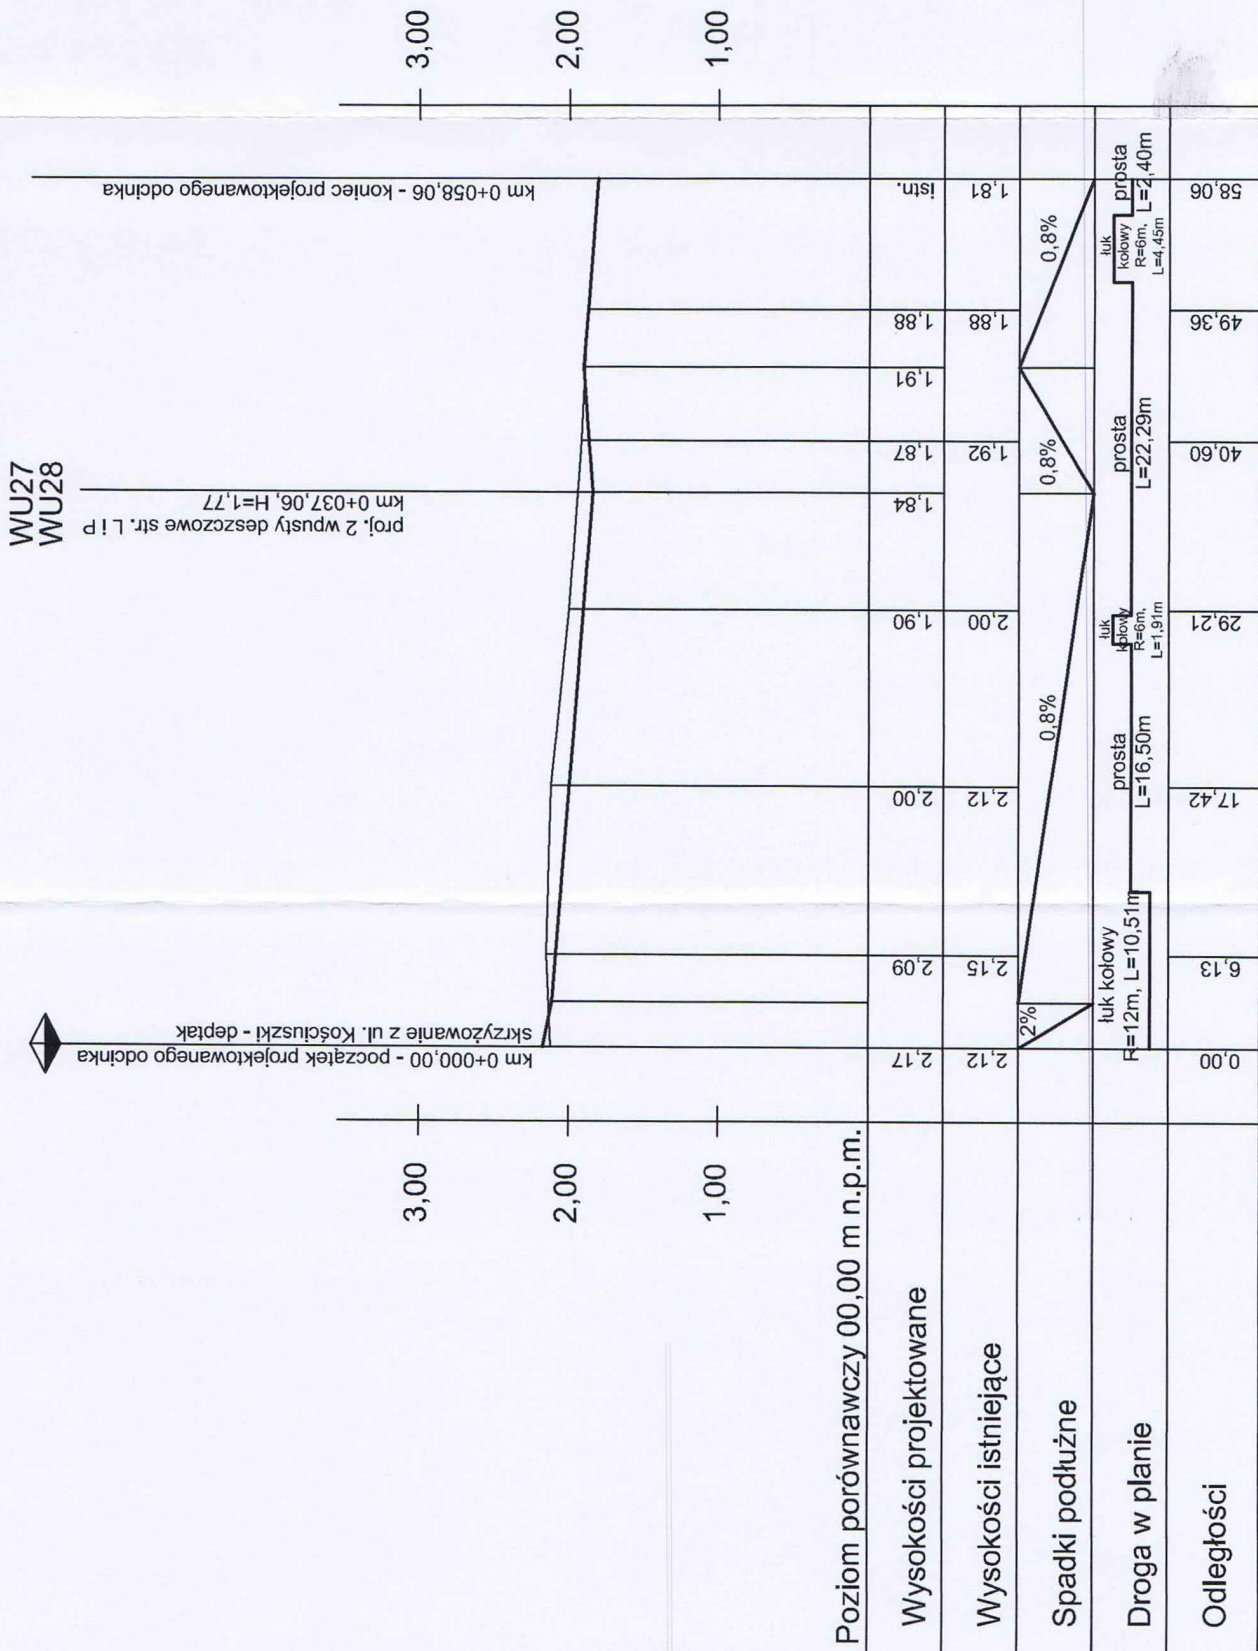 WU27
WU28
km 0+000,00 - początek projektowanego odcinka
skrzyżowanie z ul. Kościuszki - deptak
proj. 2 wpusty deszczowe str. L i P
km 0+037,06, H=1,77
km 0+058,06 - koniec projektowanego odcinka
3,00
3,00
2,00
2,00
1,00
1,00
Poziom porównawczy 00,00 m n.p.m.
Wysokości projektowane
2,17
2,09
2,00
1,90
1,84
1,87
1,91
1,88
istn.
Wysokości istniejące
2,12
2,15
2,12
2,00
1,92
1,88
1,81
Spadki podłużne
2%
0,8%
0,8%
0,8%
Droga w planie
łuk kołowy
R=12m, L=10,51m
prosta
L=16,50m
łuk
kołowy
R=6m,
L=1,91m
prosta
L=22,29m
łuk
kołowy
R=6m,
L=4,45m
prosta
L=2,40m
Odległości
0,00
6,13
17,42
29,21
40,60
49,36
58,06